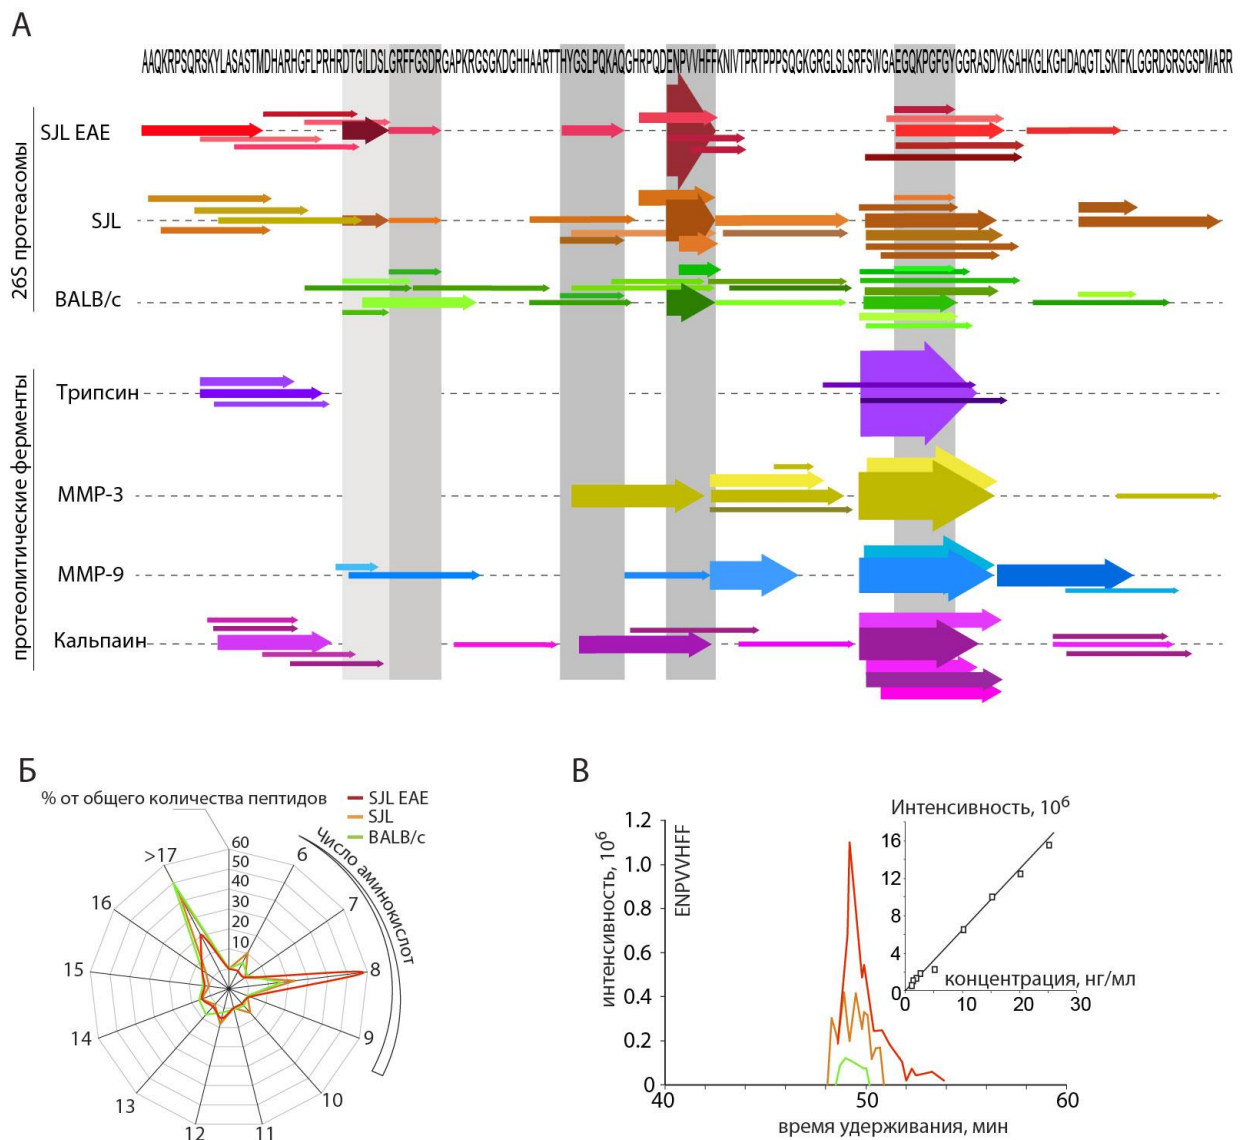 А
AAQKRPSQRSKYLASASTMDHARHGFLPRHRDTGILDSLGRFFGSDRGAPKRGSGKDGHHAARTTHYGSLPQKAQGHRPQDENPVVHFFKNIVTPRTPPPSQGKGRGLSLSRFSWGAEGQKPGFGYGGRASDYKSAHKGLKGHDAQGTLSKIFKLGGRDSRSGSPMARR
26S протеасомы
SJL EAE
SJL
BALB/c
протеолитические ферменты
Трипсин
MMP-3
MMP-9
Кальпаин
Б
% от общего количества пептидов
SJL EAE
SJL
BALB/c
Число аминокислот
60
50
40
30
20
10
6
7
8
9
10
11
12
13
14
15
16
>17
В
интенсивность, 10⁶
ENPVVHFF
1.2
1.0
0.8
0.6
0.4
0.2
0
40
50
60
время удерживания, мин
Интенсивность, 10⁶
16
12
8
4
0
концентрация, нг/мл
0
10
20
30